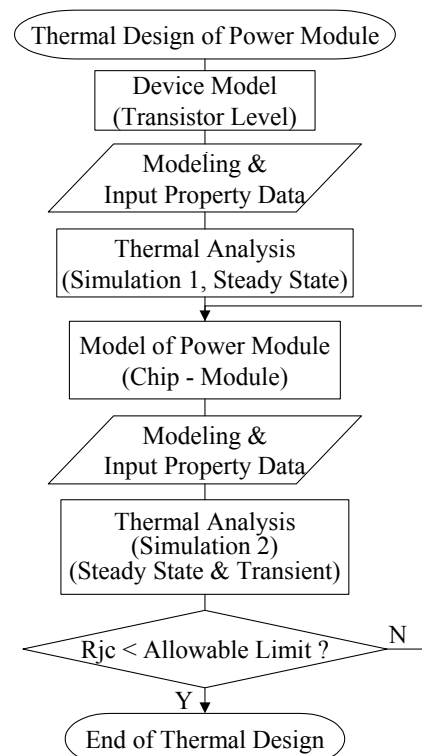 Thermal Design of Power Module
Device Model
(Transistor Level)
Modeling &
Input Property Data
Thermal Analysis
(Simulation 1, Steady State)
Model of Power Module
(Chip - Module)
Modeling &
Input Property Data
Thermal Analysis
(Simulation 2)
(Steady State & Transient)
Rjc < Allowable Limit ?
N
Y
End of Thermal Design